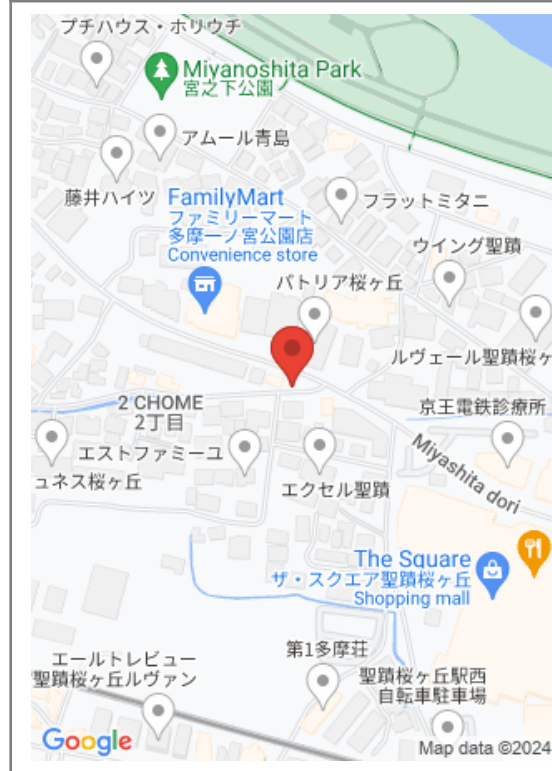 プチハウス・ホリウチ
Miyanoshita Park
宮之下公園
アムール青島
藤井ハイツ
FamilyMart
ファミリーマート
多摩一ノ宮公園店
Convenience store
フラットミタニ
ウイング聖蹟
パトリア桜ヶ丘
ルヴェール聖蹟桜ヶ
2 CHOME
2丁目
京王電鉄診療所
エストファミーユ
ュネス桜ヶ丘
エクセル聖蹟
Miyashita dori
The Square
ザ・スクエア聖蹟桜ヶ丘
Shopping mall
第1多摩荘
エールトレビュー
聖蹟桜ヶ丘ルヴァン
聖蹟桜ヶ丘駅西
自転車駐車場
Google
Map data ©2024